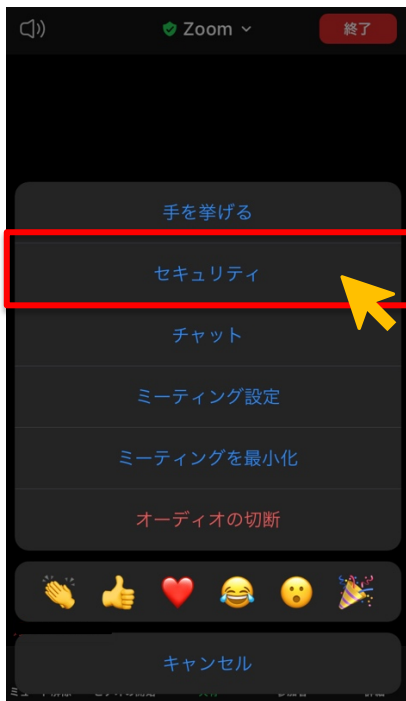 Zoom
終了
手を挙げる
セキュリティ
チャット
ミーティング設定
ミーティングを最小化
オーディオの切断
キャンセル